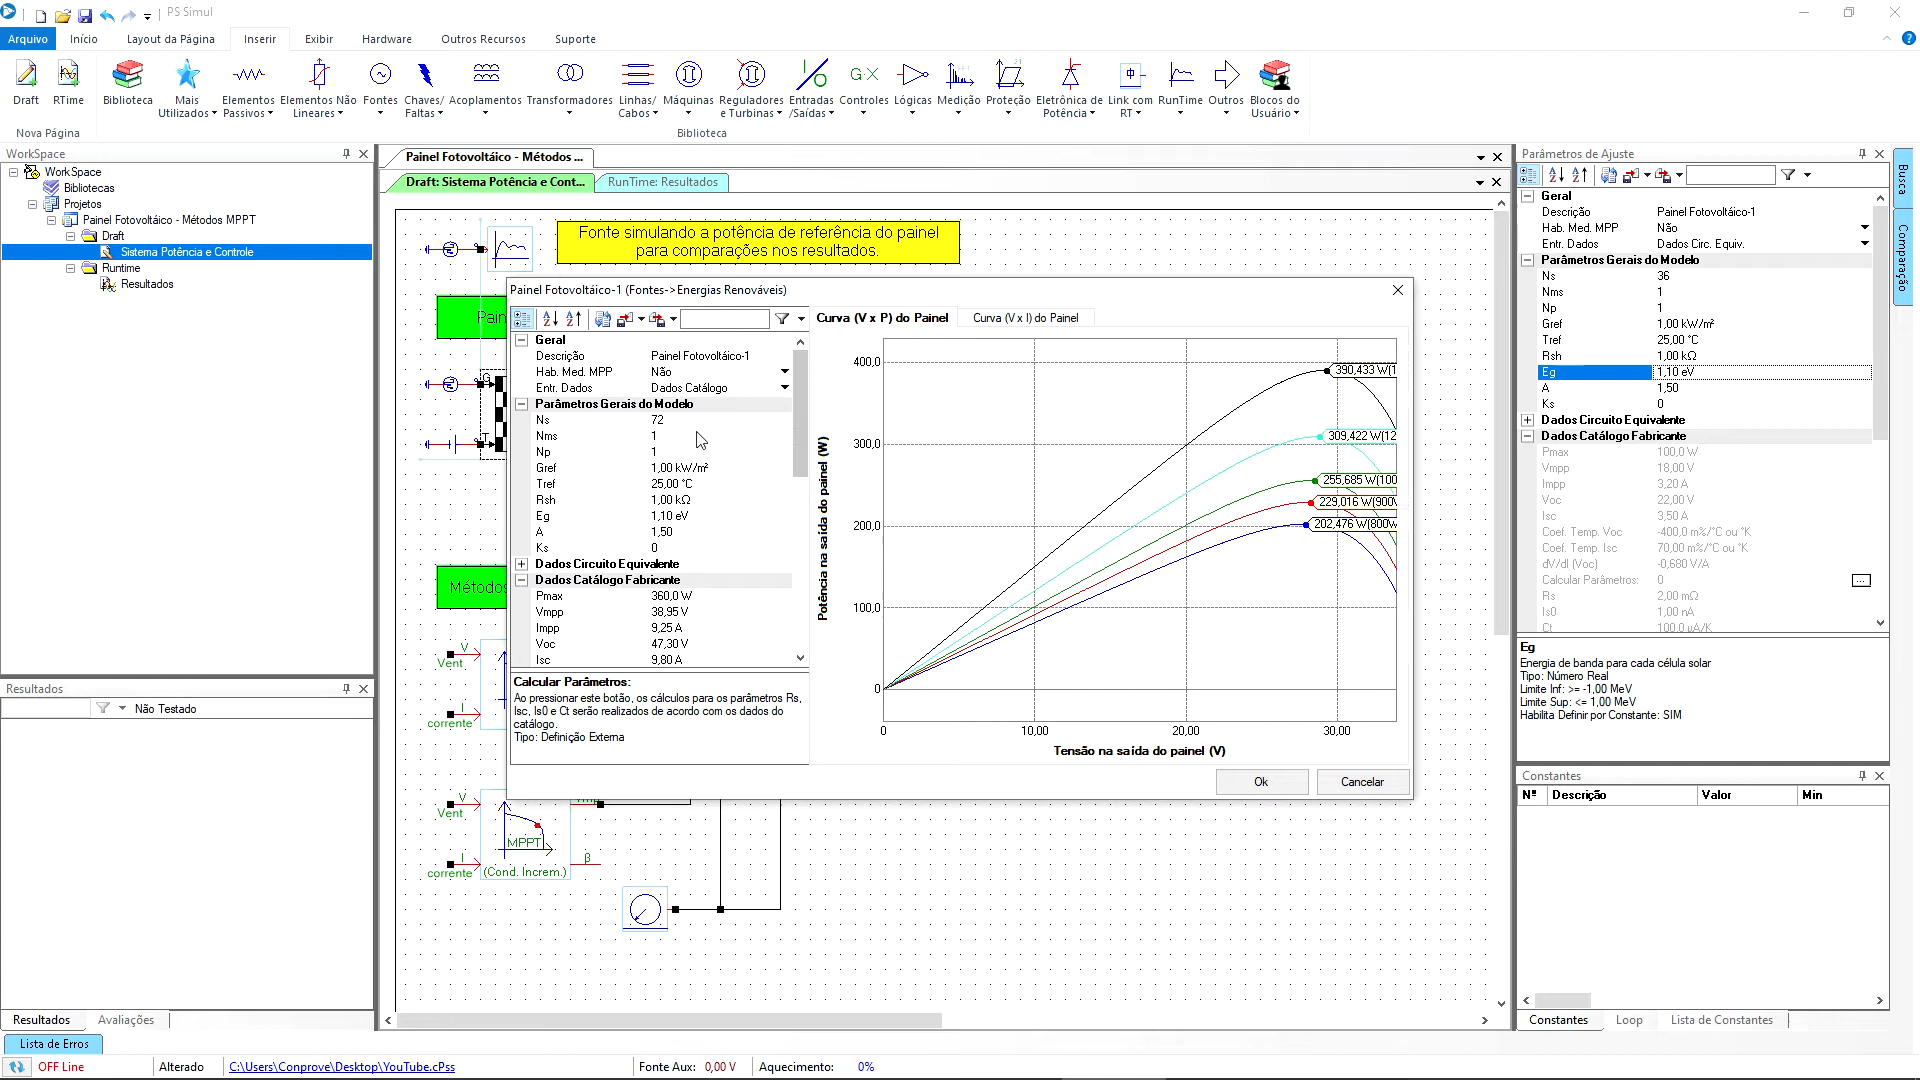 PS Simul
Arquivo Início Layout da Página Inserir Exibir Hardware Outros Recursos Suporte
Draft RTime Biblioteca Mais Utilizados Elementos Passivos Elementos Não Lineares Fontes Chaves/ Faltas Acoplamentos Transformadores Linhas/ Cabos Máquinas Reguladores e Turbinas Entradas /Saídas Controles Lógicas Medição Proteção Eletrônica de Potência Link com RT RunTime Outros Blocos do Usuário
Nova Página Biblioteca
WorkSpace
WorkSpace
Bibliotecas
Projetos
Painel Fotovoltáico - Métodos MPPT
Draft
Sistema Potência e Controle
Runtime
Resultados
Resultados
Não Testado
Resultados Avaliações
Lista de Erros
OFF Line Alterado C:\Users\Conprove\Desktop\YouTube.cPss Fonte Aux: 0,00 V Aquecimento: 0%
Painel Fotovoltáico - Métodos ...
Draft: Sistema Potência e Cont... RunTime: Resultados
Fonte simulando a potência de referência do painel
para comparações nos resultados.
Pain
G
T
Métodos
V
Vent
I
corrente
V
Vent
I
corrente
MPPT
(Cond. Increm.)
β
Painel Fotovoltáico-1 (Fontes->Energias Renováveis)
Geral
Descrição Painel Fotovoltáico-1
Hab. Med. MPP Não
Entr. Dados Dados Catálogo
Parâmetros Gerais do Modelo
Ns 72
Nms 1
Np 1
Gref 1,00 kW/m²
Tref 25,00 °C
Rsh 1,00 kΩ
Eg 1,10 eV
A 1,50
Ks 0
Dados Circuito Equivalente
Dados Catálogo Fabricante
Pmax 360,0 W
Vmpp 38,95 V
Impp 9,25 A
Voc 47,30 V
Isc 9,80 A
Calcular Parâmetros:
Ao pressionar este botão, os cálculos para os parâmetros Rs,
Isc, Is0 e Ct serão realizados de acordo com os dados do
catálogo.
Tipo: Definição Externa
Curva (V x P) do Painel Curva (V x I) do Painel
Potência na saída do painel (W)
400,0
300,0
200,0
100,0
0
390,433 W(1
309,422 W(12
255,685 W(100
229,016 W(900W
202,476 W(800W
0 10,00 20,00 30,00
Tensão na saída do painel (V)
Ok Cancelar
Parâmetros de Ajuste
Geral
Descrição Painel Fotovoltáico-1
Hab. Med. MPP Não
Entr. Dados Dados Circ. Equiv.
Parâmetros Gerais do Modelo
Ns 36
Nms 1
Np 1
Gref 1,00 kW/m²
Tref 25,00 °C
Rsh 1,00 kΩ
Eg 1,10 eV
A 1,50
Ks 0
Dados Circuito Equivalente
Dados Catálogo Fabricante
Pmax 100,0 W
Vmpp 18,00 V
Impp 3,20 A
Voc 22,00 V
Isc 3,50 A
Coef. Temp. Voc -400,0 m%/°C ou °K
Coef. Temp. Isc 70,00 m%/°C ou °K
dV/dI (Voc) -0,680 V/A
Calcular Parâmetros: 0 ...
Rs 2,00 mΩ
Is0 1,00 nA
Ct 100,0 µA/K
Eg
Energia de banda para cada célula solar
Tipo: Número Real
Limite Inf: >= -1,00 MeV
Limite Sup: <= 1,00 MeV
Habilita Definir por Constante: SIM
Constantes
Nº Descrição Valor Min
Constantes Loop Lista de Constantes
Busca
Comparação